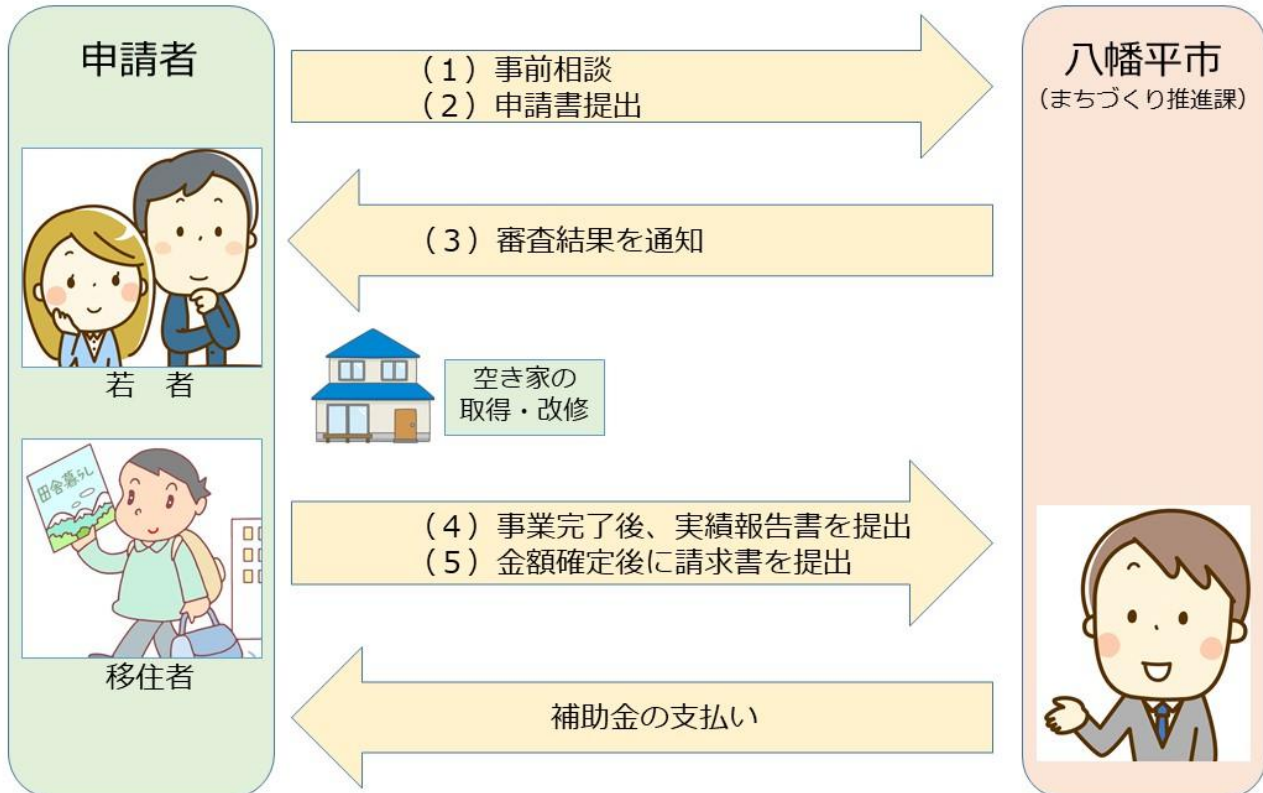 申請者
（１）事前相談
（２）申請書提出
八幡平市
（まちづくり推進課）
（３）審査結果を通知
若　者
空き家の
取得・改修
田舎暮らし
（４）事業完了後、実績報告書を提出
（５）金額確定後に請求書を提出
移住者
補助金の支払い